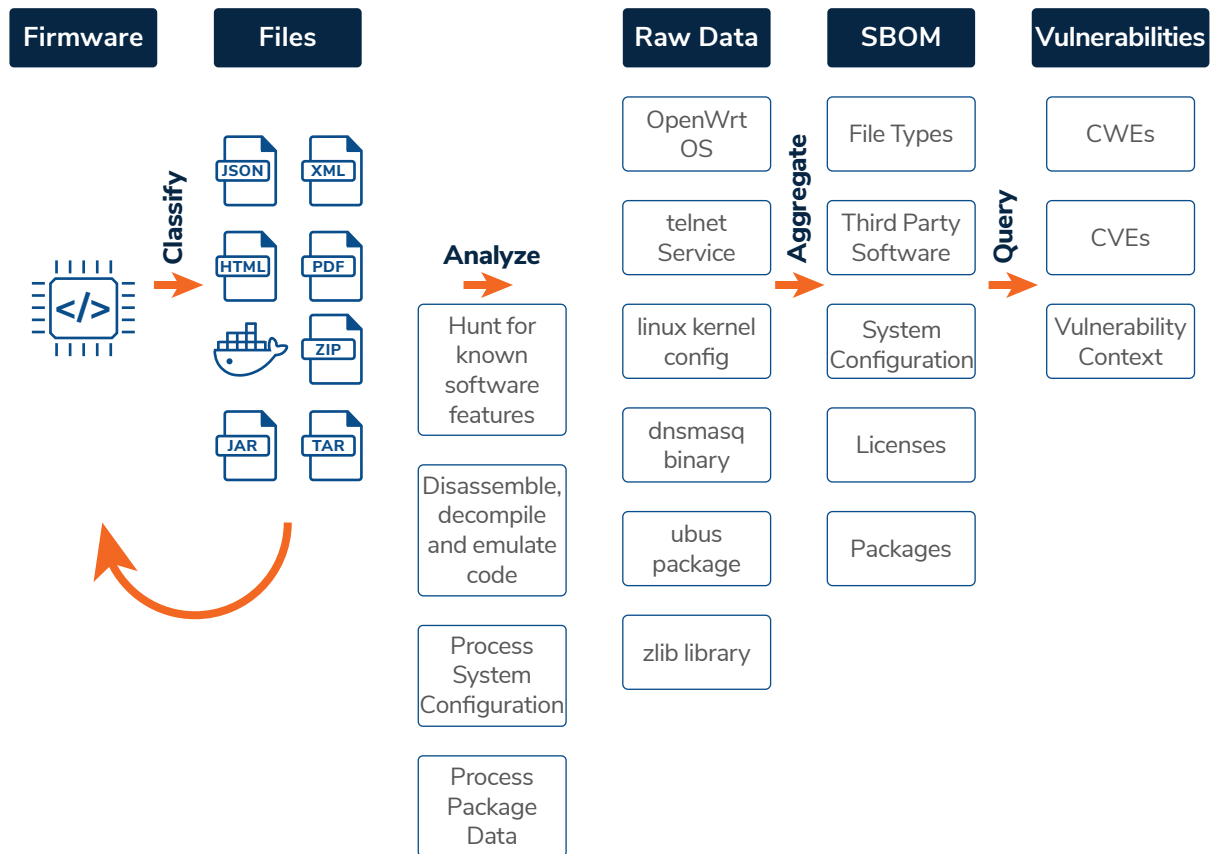 Firmware
Files
Raw Data
SBOM
Vulnerabilities
Classify
</>
JSON
XML
HTML
PDF
ZIP
JAR
TAR
Analyze
Hunt for
known
software
features
Disassemble,
decompile
and emulate
code
Process
System
Configuration
Process
Package
Data
OpenWrt
OS
telnet
Service
linux kernel
config
dnsmasq
binary
ubus
package
zlib library
Aggregate
File Types
Third Party
Software
System
Configuration
Licenses
Packages
Query
CWEs
CVEs
Vulnerability
Context